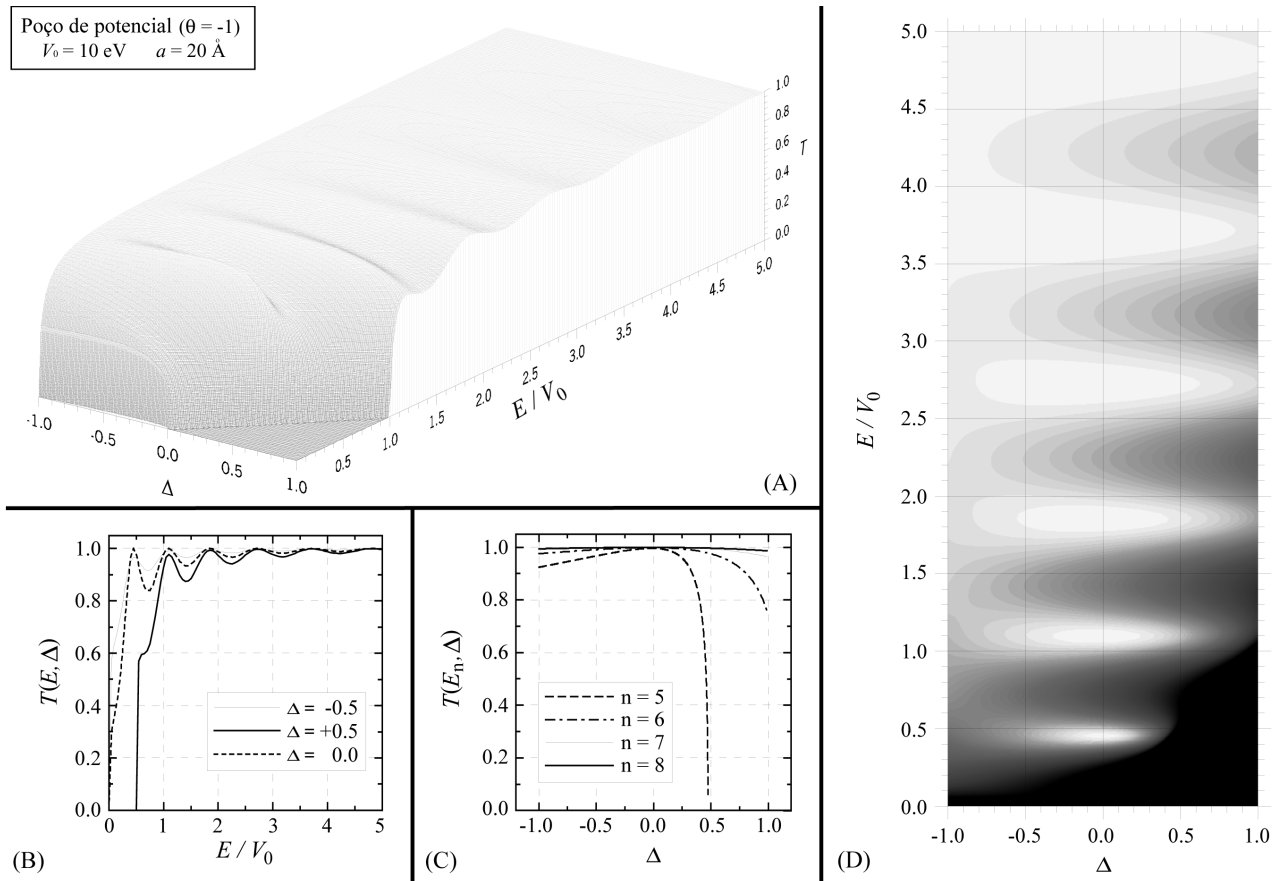 Poço de potencial (θ = -1)
V₀ = 10 eV a = 20 Å
1.0
0.8
0.6
0.4
0.2
0.0
T
-1.0
-0.5
0.0
0.5
1.0
Δ
0.5
1.0
1.5
2.0
2.5
3.0
3.5
4.0
4.5
5.0
E / V₀
(A)
1.0
0.8
0.6
0.4
0.2
0.0
T(E, Δ)
Δ = -0.5
Δ = +0.5
Δ = 0.0
0 1 2 3 4 5
E / V₀
(B)
1.0
0.8
0.6
0.4
0.2
0.0
T(Eₙ, Δ)
n = 5
n = 6
n = 7
n = 8
-1.0 -0.5 0.0 0.5 1.0
Δ
(C)
5.0
4.5
4.0
3.5
3.0
2.5
2.0
1.5
1.0
0.5
0.0
E / V₀
-1.0 -0.5 0.0 0.5 1.0
Δ
(D)